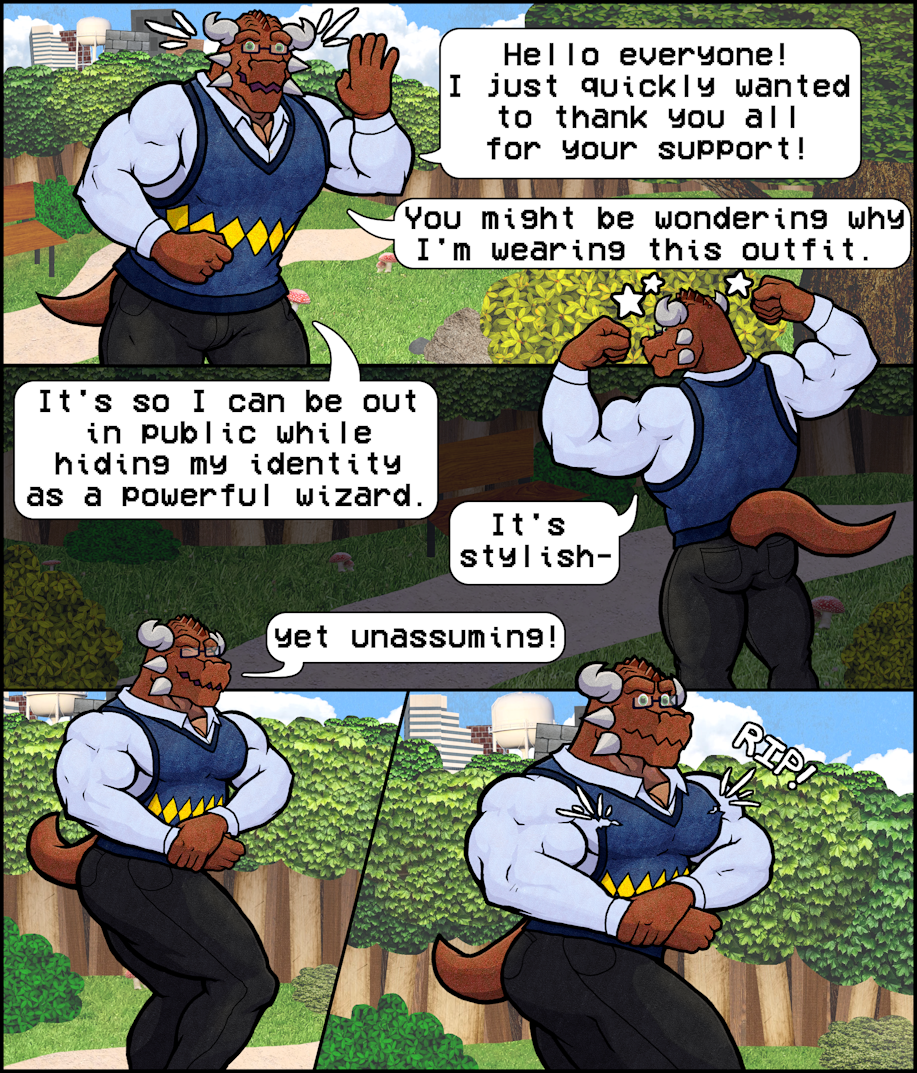 Hello everyone!
I just quickly wanted
to thank you all
for your support!
You might be wondering why
I'm wearing this outfit.
It's so I can be out
in public while
hiding my identity
as a powerful wizard.
It's
stylish-
yet unassuming!
RIP!